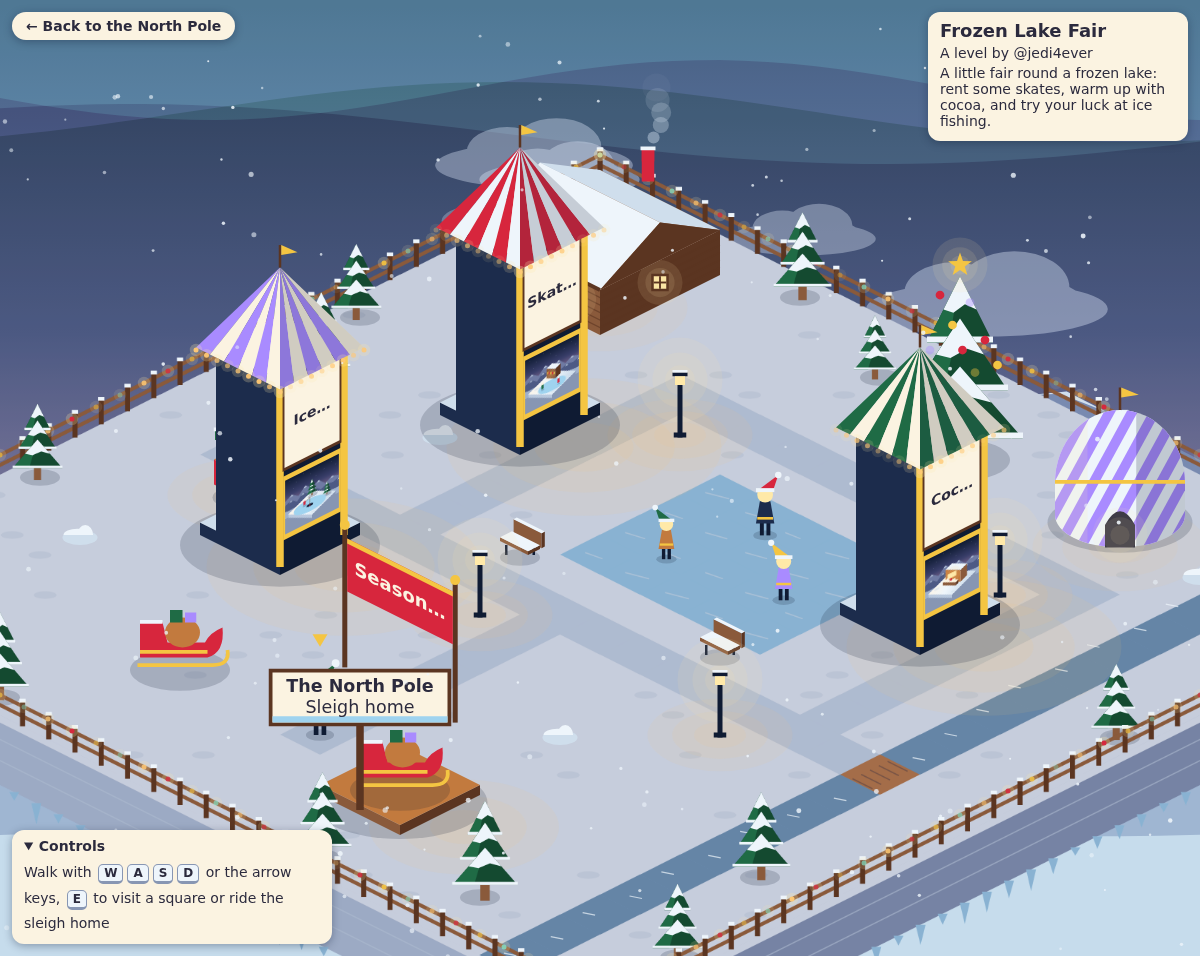 ← Back to the North Pole
Frozen Lake Fair
A level by @jedi4ever
A little fair round a frozen lake:
rent some skates, warm up with
cocoa, and try your luck at ice
fishing.
Skat...
Ice...
Coc...
Season...
The North Pole
Sleigh home
▼ Controls
Walk with W A S D or the arrow
keys, E to visit a square or ride the
sleigh home